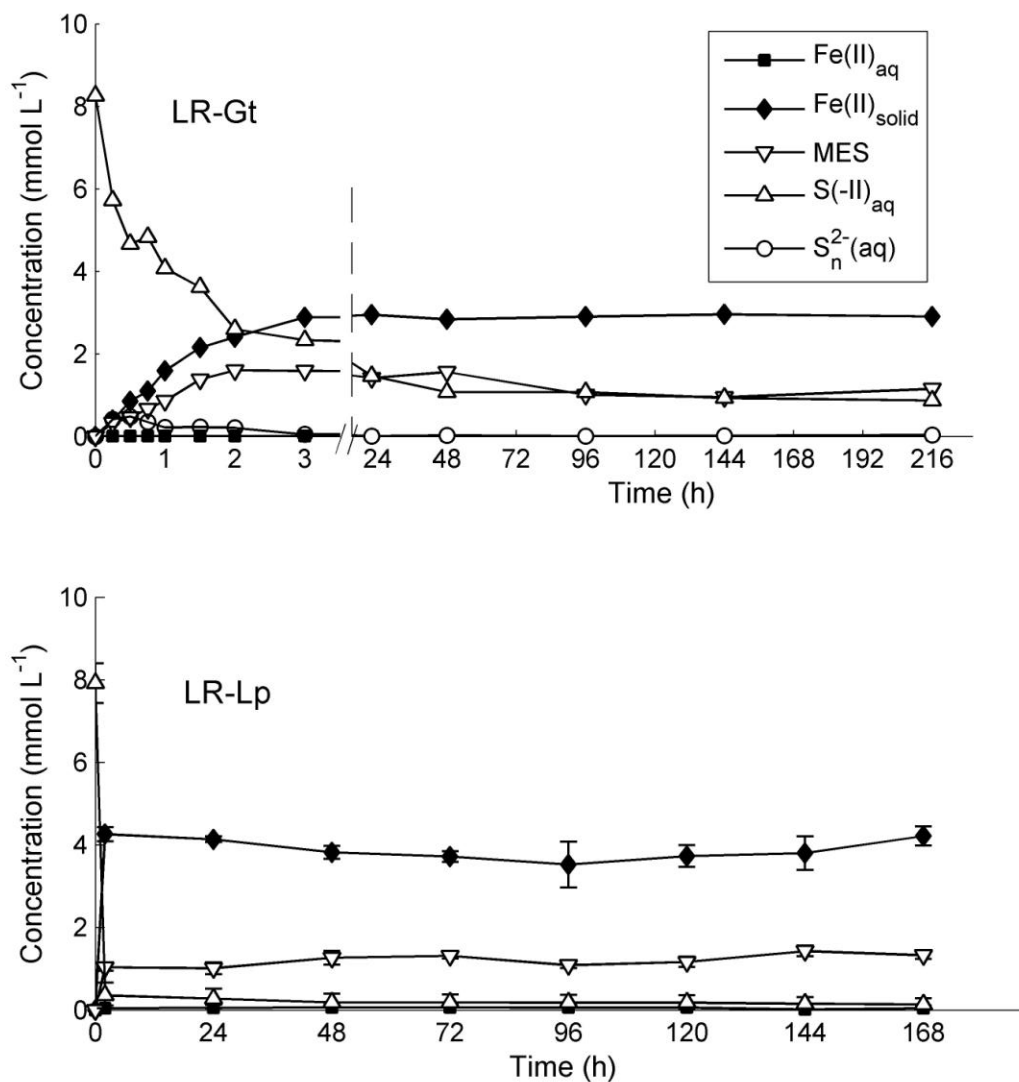 Concentration (mmol L⁻¹)
10
8
6
4
2
0
LR-Gt
Fe(II)aq
Fe(II)solid
MES
S(-II)aq
Sn2-(aq)
0 1 2 3 24 48 72 96 120 144 168 192 216
Time (h)
Concentration (mmol L⁻¹)
10
8
6
4
2
0
LR-Lp
0 24 48 72 96 120 144 168
Time (h)